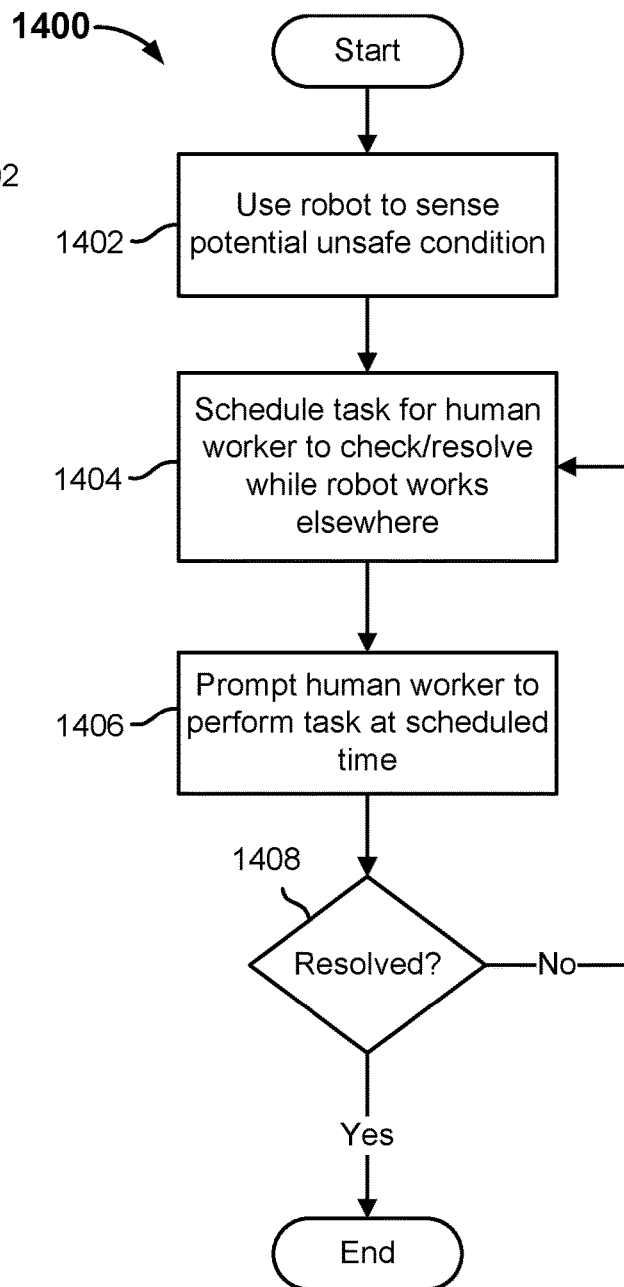 1400
Start
02
1402
Use robot to sense
potential unsafe condition
1404
Schedule task for human
worker to check/resolve
while robot works
elsewhere
1406
Prompt human worker to
perform task at scheduled
time
1408
Resolved?
No
Yes
End